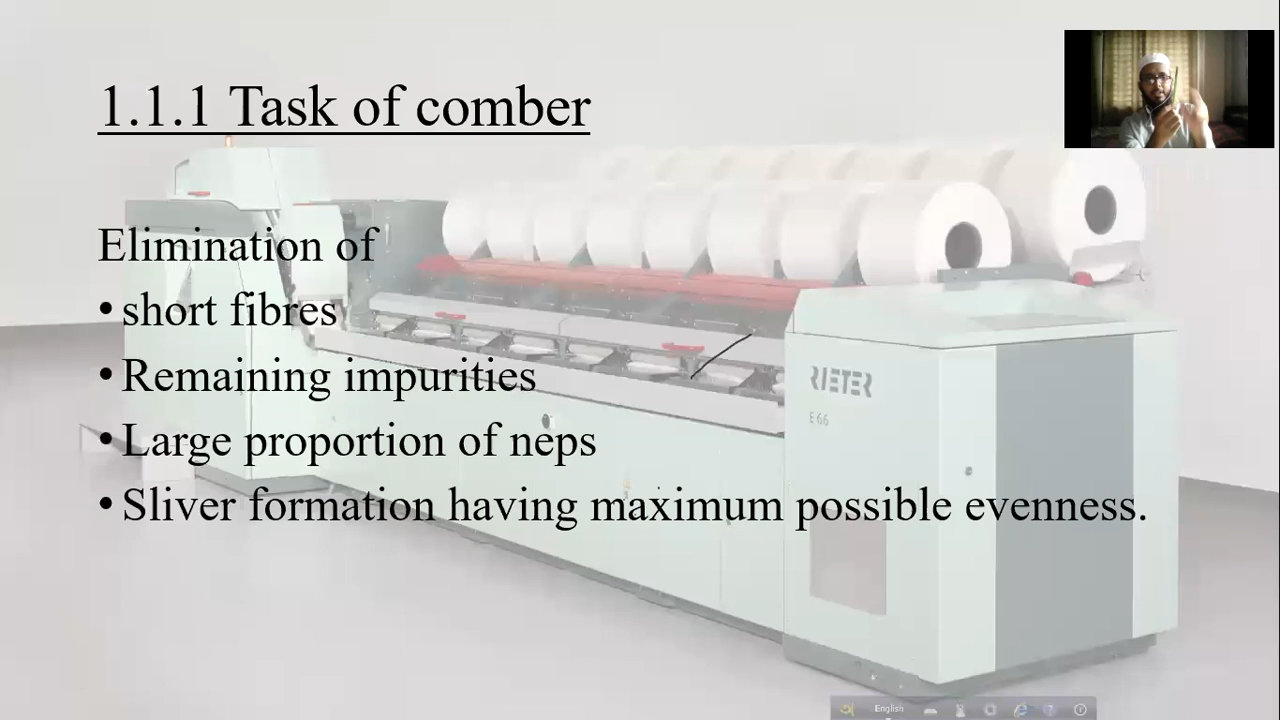 1.1.1 Task of comber
Elimination of
• short fibres
• Remaining impurities
• Large proportion of neps
• Sliver formation having maximum possible evenness.
RIETER
E 66
English